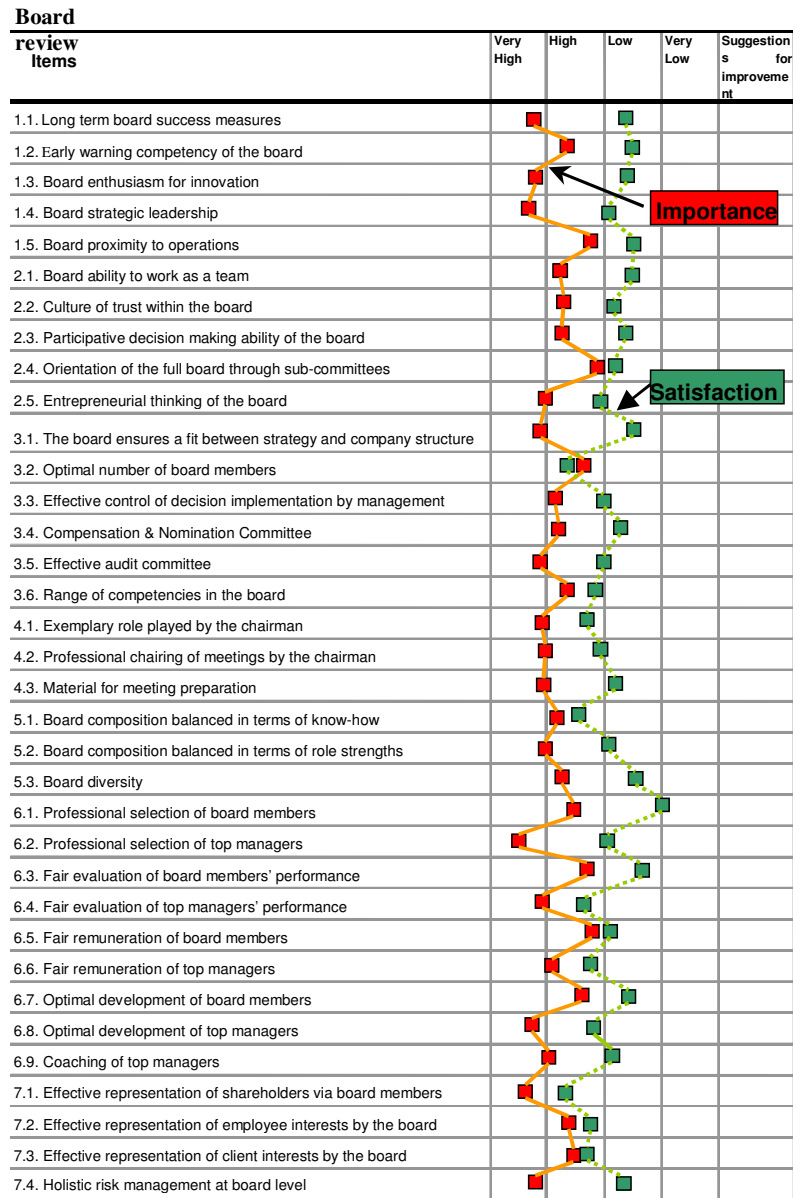 Board
review
Items
Very
High
High
Low
Very
Low
Suggestion
s for
improveme
nt
1.1. Long term board success measures
1.2. Early warning competency of the board
1.3. Board enthusiasm for innovation
1.4. Board strategic leadership
Importance
1.5. Board proximity to operations
2.1. Board ability to work as a team
2.2. Culture of trust within the board
2.3. Participative decision making ability of the board
2.4. Orientation of the full board through sub-committees
Satisfaction
2.5. Entrepreneurial thinking of the board
3.1. The board ensures a fit between strategy and company structure
3.2. Optimal number of board members
3.3. Effective control of decision implementation by management
3.4. Compensation & Nomination Committee
3.5. Effective audit committee
3.6. Range of competencies in the board
4.1. Exemplary role played by the chairman
4.2. Professional chairing of meetings by the chairman
4.3. Material for meeting preparation
5.1. Board composition balanced in terms of know-how
5.2. Board composition balanced in terms of role strengths
5.3. Board diversity
6.1. Professional selection of board members
6.2. Professional selection of top managers
6.3. Fair evaluation of board members' performance
6.4. Fair evaluation of top managers' performance
6.5. Fair remuneration of board members
6.6. Fair remuneration of top managers
6.7. Optimal development of board members
6.8. Optimal development of top managers
6.9. Coaching of top managers
7.1. Effective representation of shareholders via board members
7.2. Effective representation of employee interests by the board
7.3. Effective representation of client interests by the board
7.4. Holistic risk management at board level